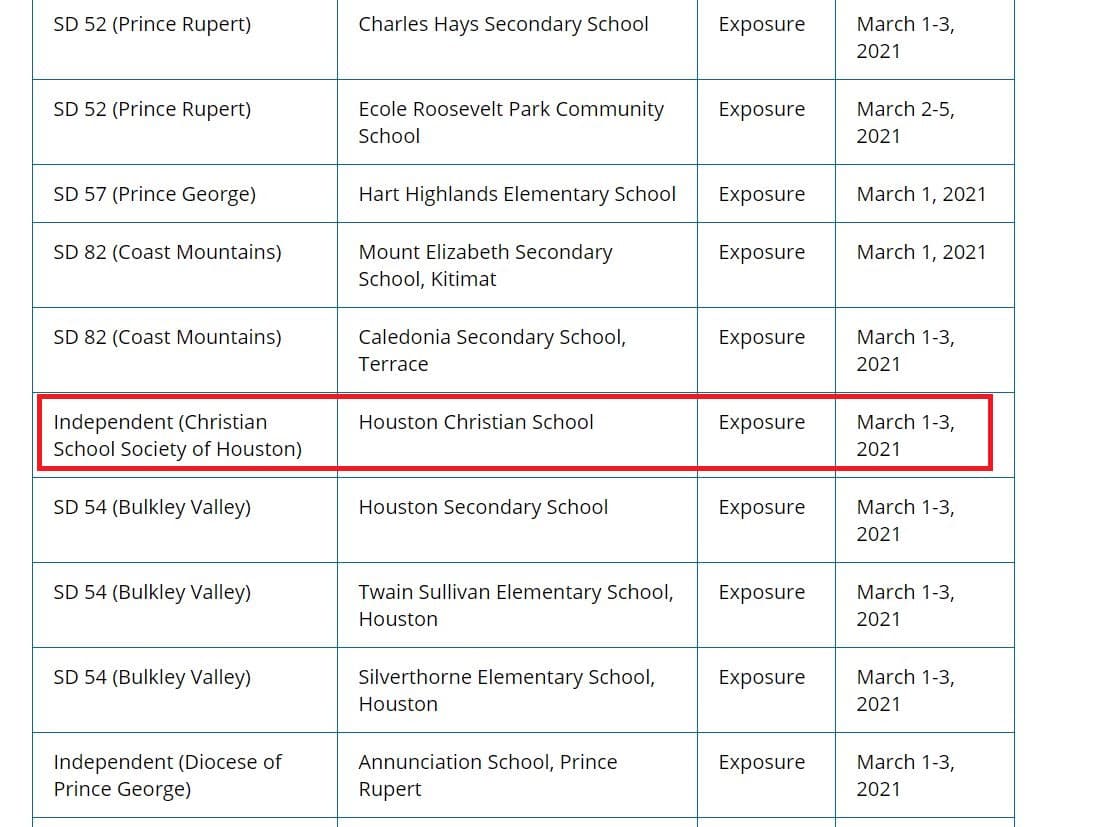 SD 52 (Prince Rupert) Charles Hays Secondary School Exposure March 1-3,
2021
SD 52 (Prince Rupert) Ecole Roosevelt Park Community Exposure March 2-5,
School 2021
SD 57 (Prince George) Hart Highlands Elementary School Exposure March 1, 2021
SD 82 (Coast Mountains) Mount Elizabeth Secondary Exposure March 1, 2021
School, Kitimat
SD 82 (Coast Mountains) Caledonia Secondary School, Exposure March 1-3,
Terrace 2021
Independent (Christian Houston Christian School Exposure March 1-3,
School Society of Houston) 2021
SD 54 (Bulkley Valley) Houston Secondary School Exposure March 1-3,
2021
SD 54 (Bulkley Valley) Twain Sullivan Elementary School, Exposure March 1-3,
Houston 2021
SD 54 (Bulkley Valley) Silverthorne Elementary School, Exposure March 1-3,
Houston 2021
Independent (Diocese of Annunciation School, Prince Exposure March 1-3,
Prince George) Rupert 2021